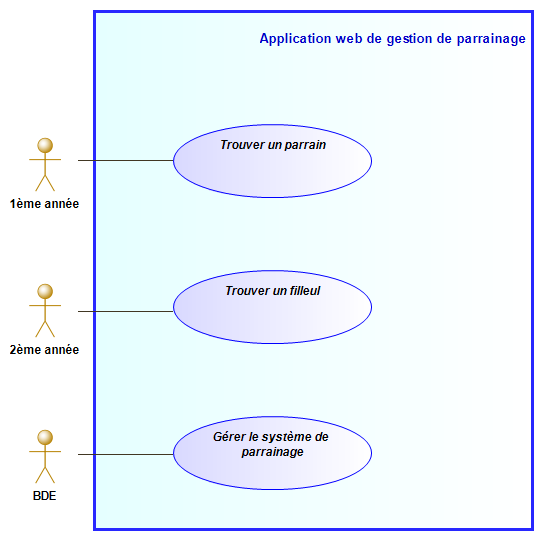 Application web de gestion de parrainage
Trouver un parrain
1ème année
Trouver un filleul
2ème année
Gérer le système de
parrainage
BDE